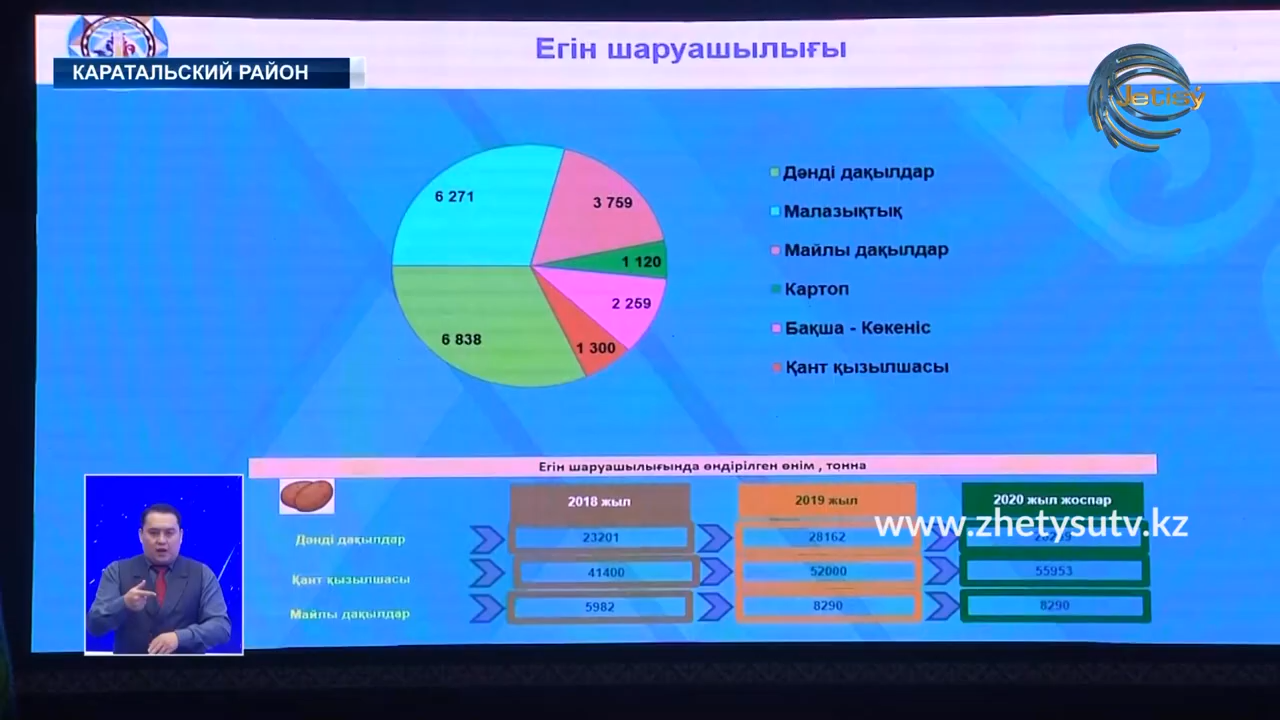 Егін шаруашылығы
КАРАТАЛЬСКИЙ РАЙОН
Jetisý
6 271
3 759
1 120
2 259
1 300
6 838
Дәнді дақылдар
Малазықтық
Майлы дақылдар
Картоп
Бақша - Көкеніс
Қант қызылшасы
Егін шаруашылығында өндірілген өнім , тонна
2018 жыл 2019 жыл 2020 жыл жоспар
www.zhetysutv.kz
Дәнді дақылдар 23201 28162
Қант қызылшасы 41400 52000 55953
Майлы дақылдар 5982 8290 8290